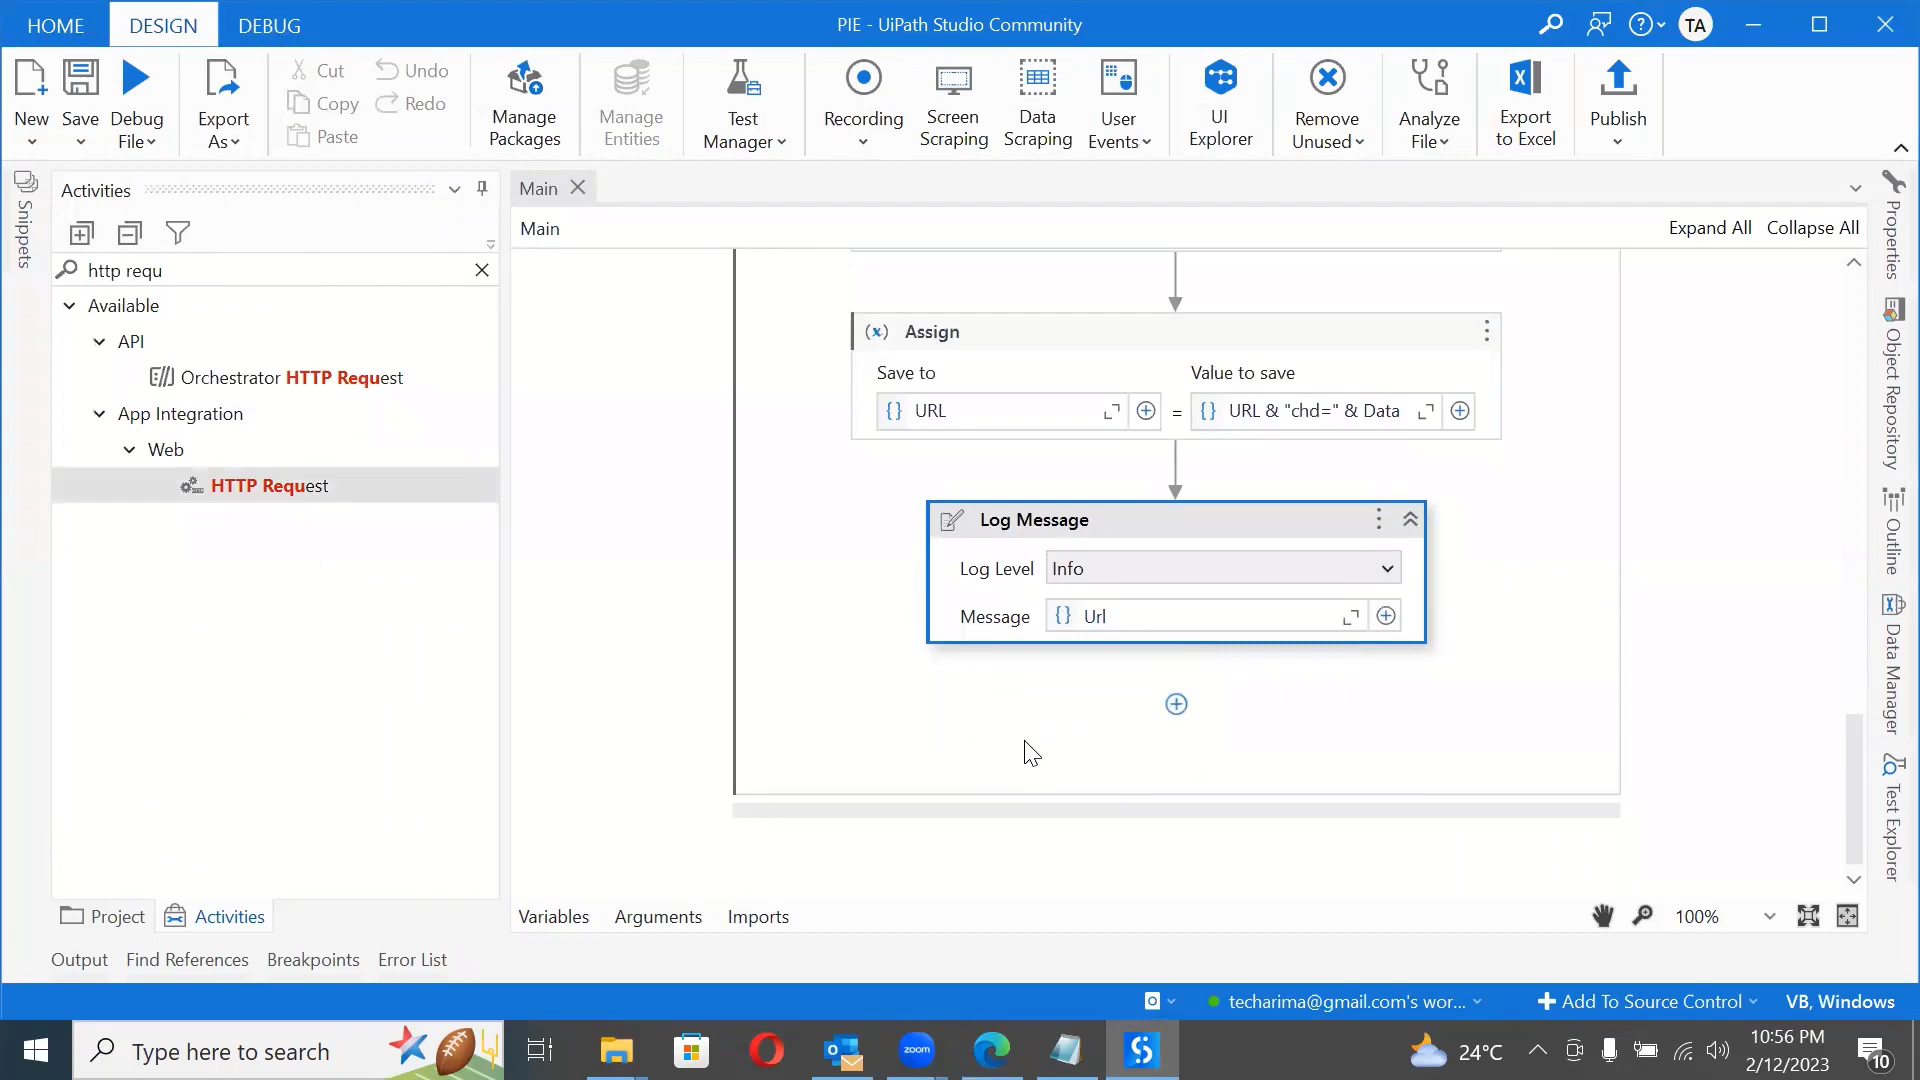 HOME
DESIGN
DEBUG
PIE - UiPath Studio Community
TA
New
Save
Debug
File
Export
As
Cut
Copy
Paste
Undo
Redo
Manage
Packages
Manage
Entities
Test
Manager
Recording
Screen
Scraping
Data
Scraping
User
Events
UI
Explorer
Remove
Unused
Analyze
File
Export
to Excel
Publish
Snippets
Activities
http requ
Available
API
Orchestrator HTTP Request
App Integration
Web
HTTP Request
Project
Activities
Main
Main
Expand All
Collapse All
Assign
Save to
Value to save
URL
=
URL & "chd=" & Data
Log Message
Log Level
Info
Message
Url
Variables
Arguments
Imports
100%
Properties
Object Repository
Outline
Data Manager
Test Explorer
Output
Find References
Breakpoints
Error List
techarima@gmail.com's wor...
Add To Source Control
VB, Windows
Type here to search
zoom
24°C
10:56 PM
2/12/2023
10